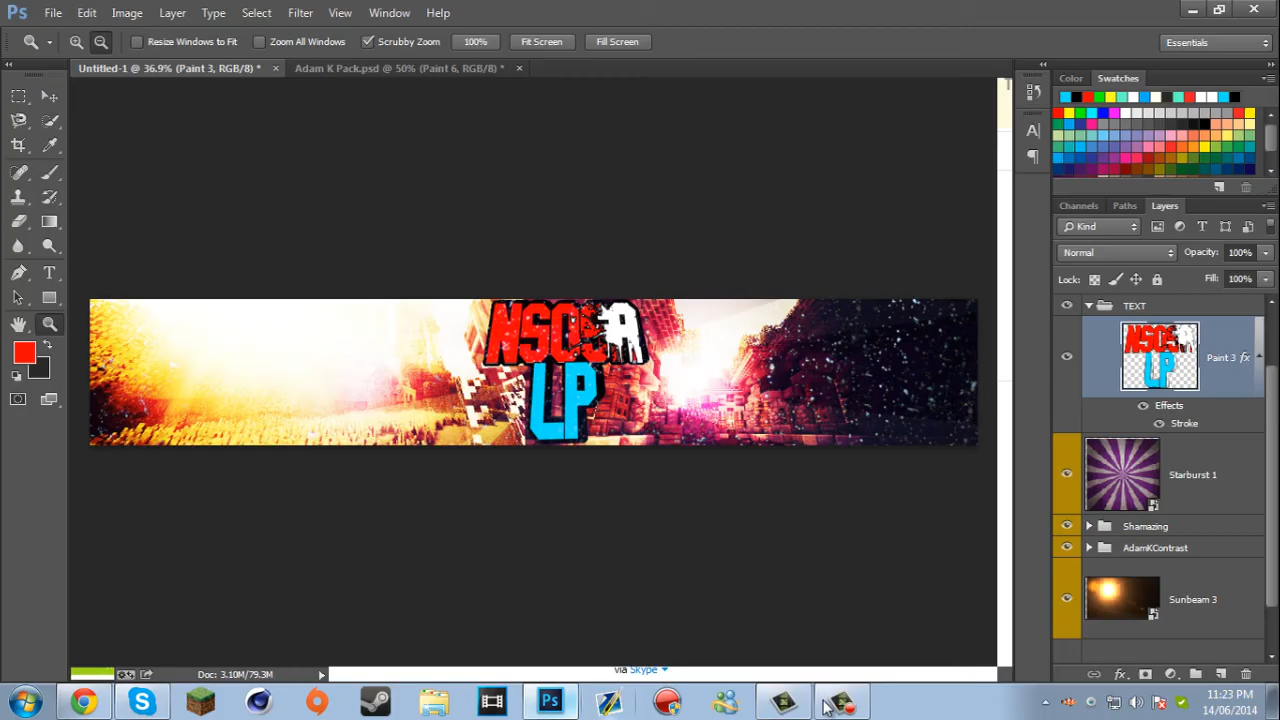 Ps File Edit Image Layer Type Select Filter View Window Help
Resize Windows to Fit Zoom All Windows Scrubby Zoom 100% Fit Screen Fill Screen Essentials
Untitled-1 @ 36.9% (Paint 3, RGB/8) * × Adam K Pack.psd @ 50% (Paint 6, RGB/8) * ×
Color Swatches
Channels Paths Layers
Kind
Normal Opacity: 100%
Lock: Fill: 100%
TEXT
Paint 3 fx
Effects
Stroke
Starburst 1
Shamazing
AdamKContrast
Sunbeam 3
LP
Doc: 3.10M/79.3M
via Skype
Ps
11:23 PM
14/06/2014